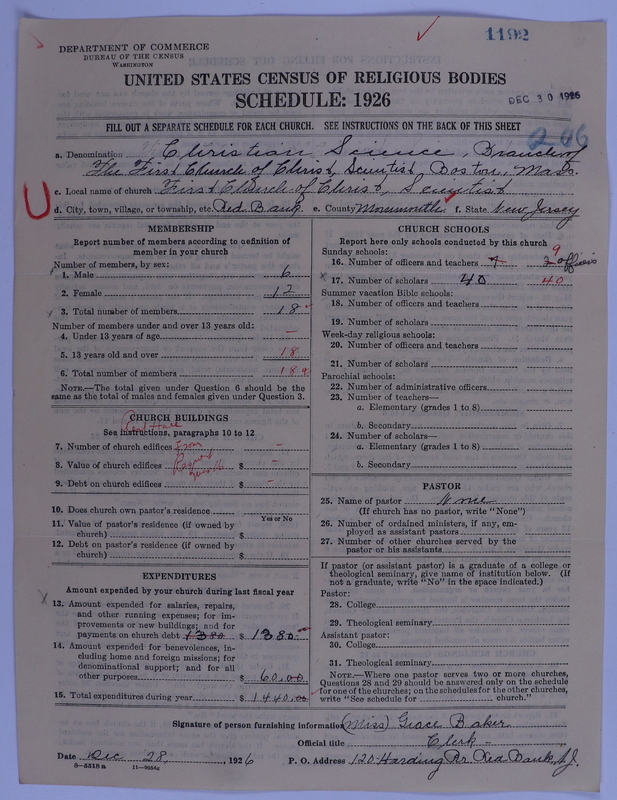 1192
DEPARTMENT OF COMMERCE
BUREAU OF THE CENSUS
WASHINGTON
UNITED STATES CENSUS OF RELIGIOUS BODIES
SCHEDULE: 1926
DEC 30 1926
FILL OUT A SEPARATE SCHEDULE FOR EACH CHURCH. SEE INSTRUCTIONS ON THE BACK OF THIS SHEET
206
a. Denomination Christian Science, Branch of
The First Church of Christ, Scientist, Boston, Mass.
c. Local name of church First Church of Christ, Scientist
d. City, town, village, or township, etc. Red Bank e. County Monmouth f. State New Jersey
MEMBERSHIP
Report number of members according to definition of
member in your church
Number of members, by sex:
1. Male 6
2. Female 12
3. Total number of members 18
Number of members under and over 13 years old:
4. Under 13 years of age –
5. 13 years old and over 18
6. Total number of members 18
NOTE.—The total given under Question 6 should be the
same as the total of males and females given under Question 3.
CHURCH BUILDINGS
See instructions, paragraphs 10 to 12
7. Number of church edifices –
8. Value of church edifices $ –
9. Debt on church edifices $ –
10. Does church own pastor's residence
Yes or No
11. Value of pastor's residence (if owned by
church) $
12. Debt on pastor's residence (if owned by
church) $
EXPENDITURES
Amount expended by your church during last fiscal year
13. Amount expended for salaries, repairs,
and other running expenses; for im-
provements or new buildings; and for
payments on church debt 1380 $ 1380
14. Amount expended for benevolences, in-
cluding home and foreign missions; for
denominational support; and for all
other purposes $ 60.00
15. Total expenditures during year $ 1440.00
CHURCH SCHOOLS
Report here only schools conducted by this church
Sunday schools:
16. Number of officers and teachers 7 9 2 officers
17. Number of scholars 40 40
Summer vacation Bible schools:
18. Number of officers and teachers
19. Number of scholars
Week-day religious schools:
20. Number of officers and teachers
21. Number of scholars
Parochial schools:
22. Number of administrative officers
23. Number of teachers—
a. Elementary (grades 1 to 8)
b. Secondary
24. Number of scholars—
a. Elementary (grades 1 to 8)
b. Secondary
PASTOR
25. Name of pastor None
(If church has no pastor, write "None")
26. Number of ordained ministers, if any, em-
ployed as assistant pastors
27. Number of other churches served by the
pastor or his assistants
If pastor (or assistant pastor) is a graduate of a college or
theological seminary, give name of institution below. (If
not a graduate, write "No" in the space indicated.)
Pastor:
28. College
29. Theological seminary
Assistant pastor:
30. College
31. Theological seminary
NOTE.—Where one pastor serves two or more churches,
Questions 28 and 29 should be answered only on the schedule
for one of the churches; on the schedules for the other churches,
write "See schedule for church."
Signature of person furnishing information (Miss) Grace Baker
Official title Clerk –
Date Dec 28, 1926 P. O. Address 120 Harding Rd. Red Bank, N.J.
8—5518a 11—9954a